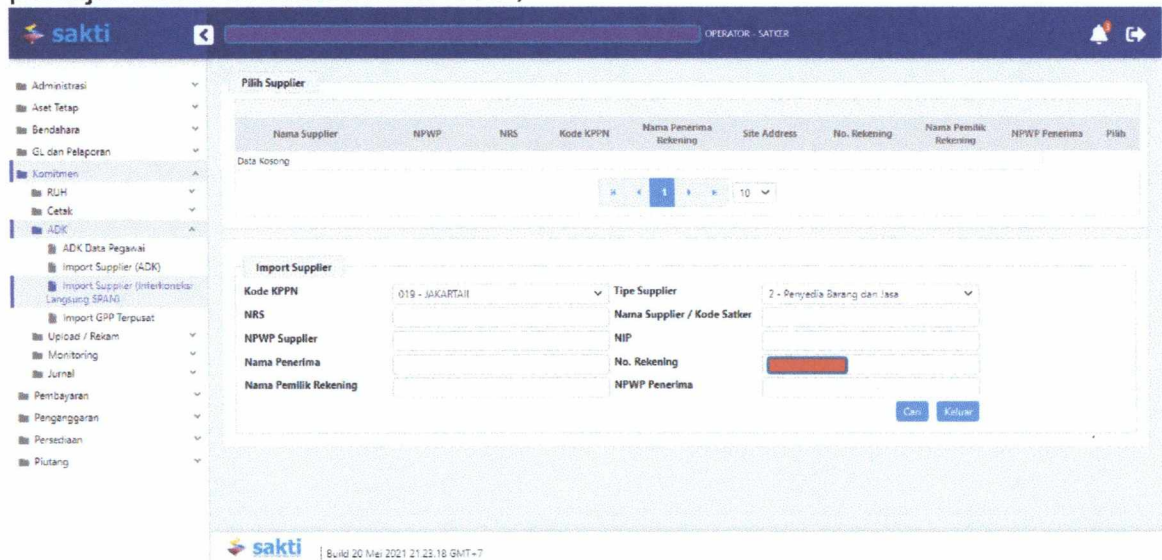 sakti
OPERATOR - SATKER
Administrasi
Aset Tetap
Bendahara
GL dan Pelaporan
Komitmen
RUH
Cetak
ADK
ADK Data Pegawai
Import Supplier (ADK)
Import Supplier (Interkoneksi
Langsung SPAN)
Import GPP Terpusat
Upload / Rekam
Monitoring
Jurnal
Pembayaran
Penganggaran
Persediaan
Piutang
Pilih Supplier
Nama Supplier NPWP NRS Kode KPPN Nama Penerima Rekening Site Address No. Rekening Nama Pemilik Rekening NPWP Penerima Pilih
Data Kosong
1 10
Import Supplier
Kode KPPN 019 - JAKARTAII Tipe Supplier 2 - Penyedia Barang dan Jasa
NRS Nama Supplier / Kode Satker
NPWP Supplier NIP
Nama Penerima No. Rekening
Nama Pemilik Rekening NPWP Penerima
Cari Keluar
sakti Build 20 Mei 2021 21.23.18 GMT+7